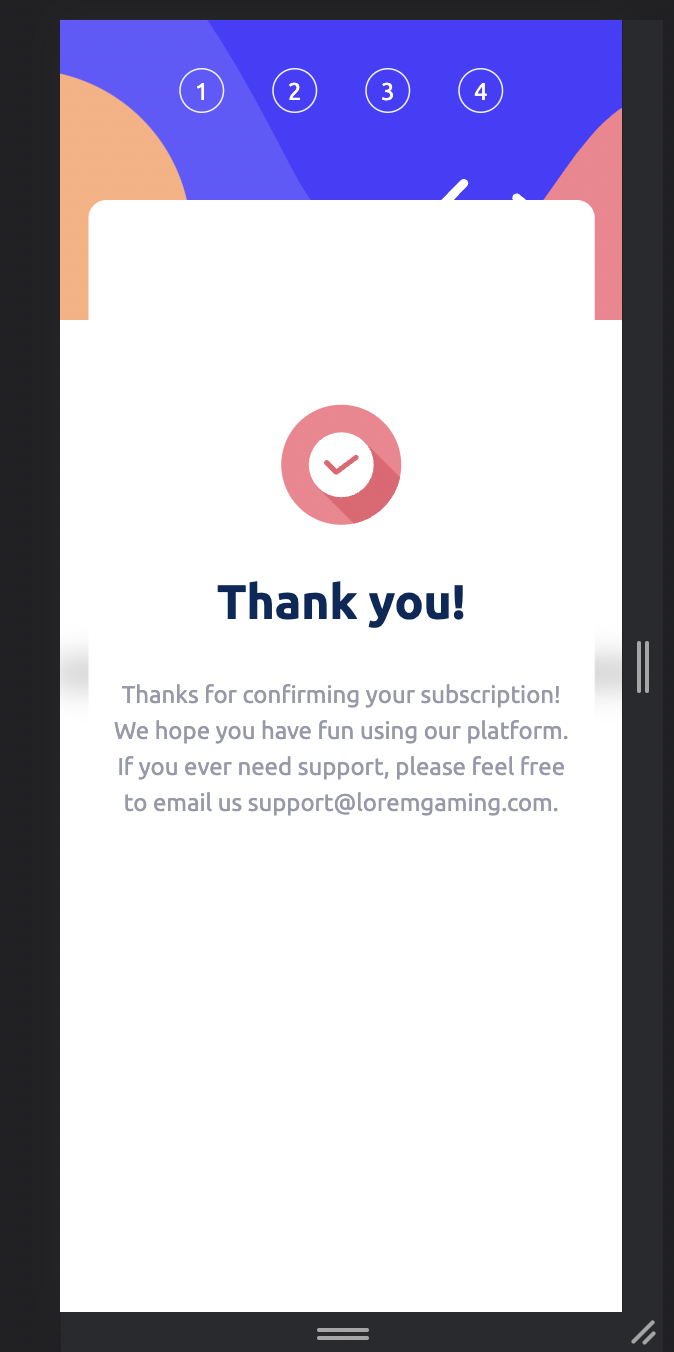 1 2 3 4
Thank you!
Thanks for confirming your subscription!
We hope you have fun using our platform.
If you ever need support, please feel free
to email us support@loremgaming.com.